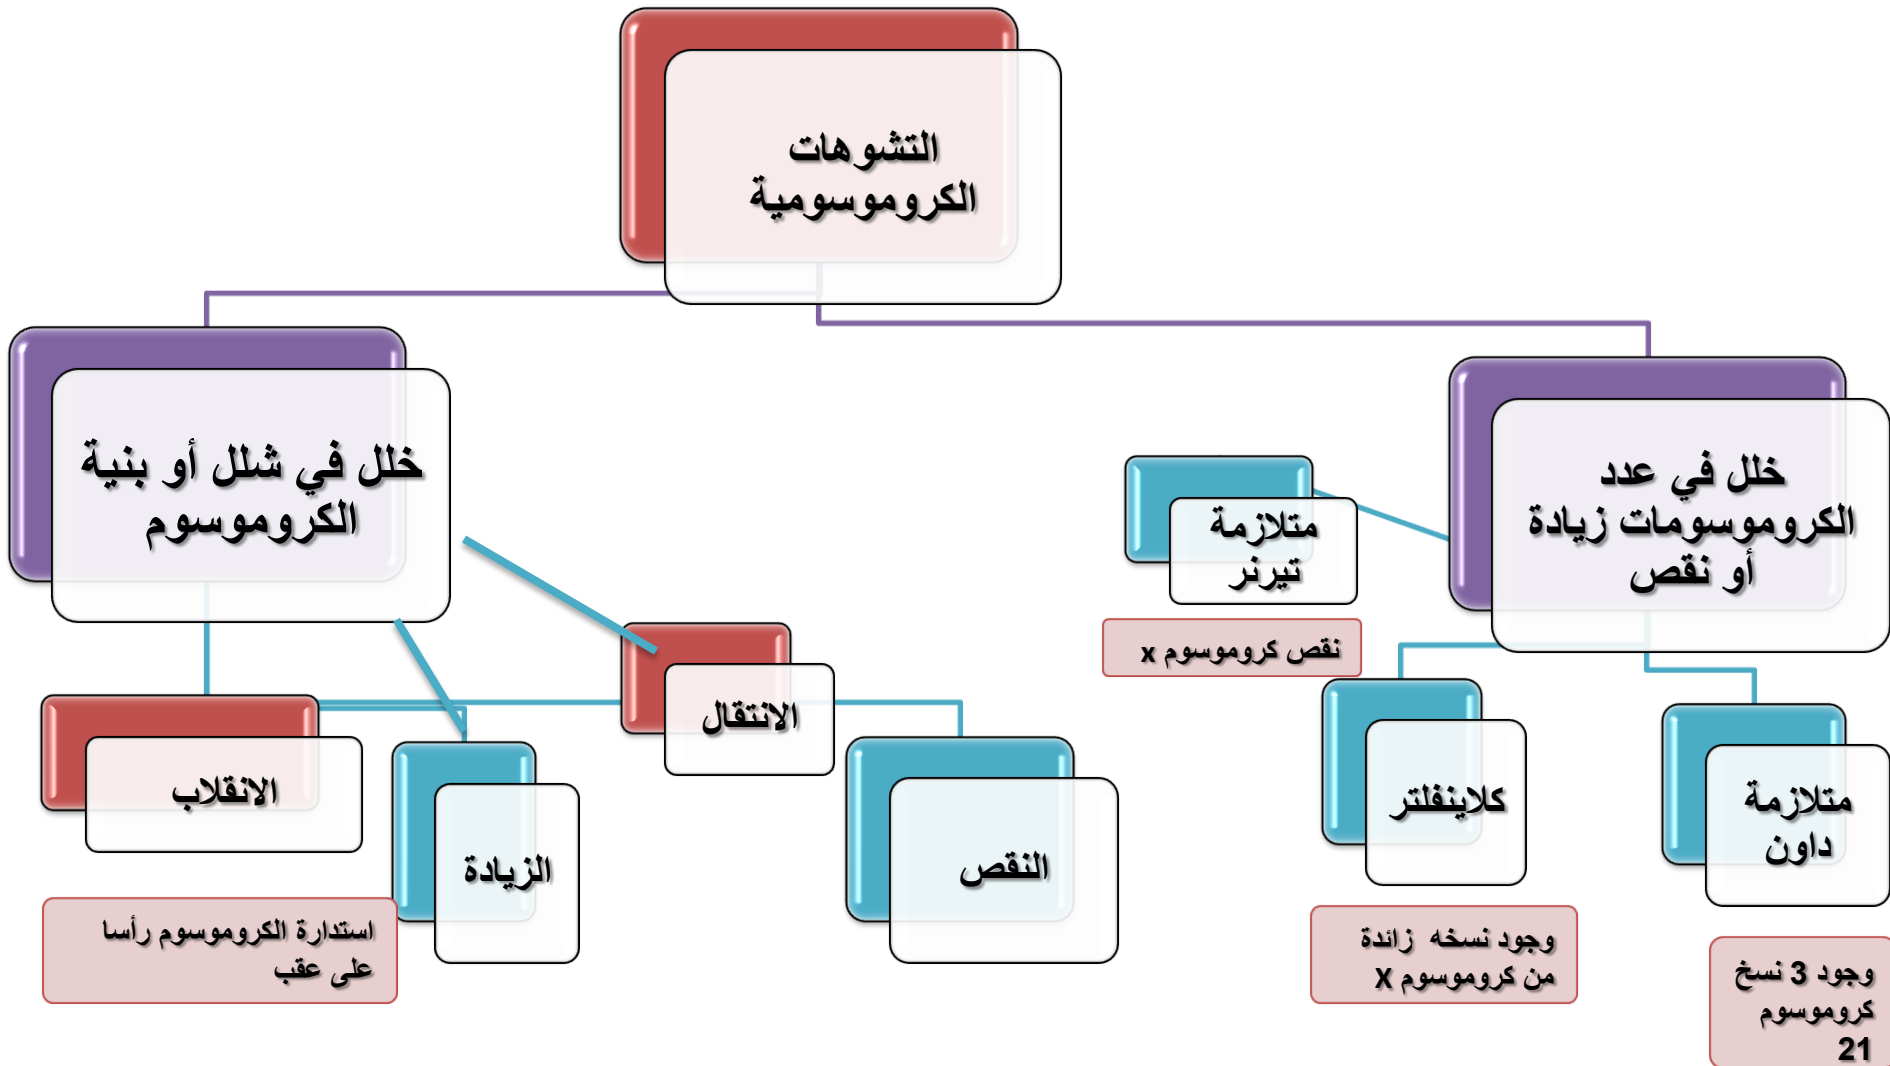 التشوهات
الكروموسومية
خلل في عدد
الكروموسومات زيادة
أو نقص
متلازمة
داون
وجود 3 نسخ
كروموسوم
21
كلاينفلتر
وجود نسخه زائدة
من كروموسوم X
متلازمة
تيرنر
نقص كروموسوم x
خلل في شلل أو بنية
الكروموسوم
النقص
الانتقال
الزيادة
الانقلاب
استدارة الكروموسوم رأسا
على عقب